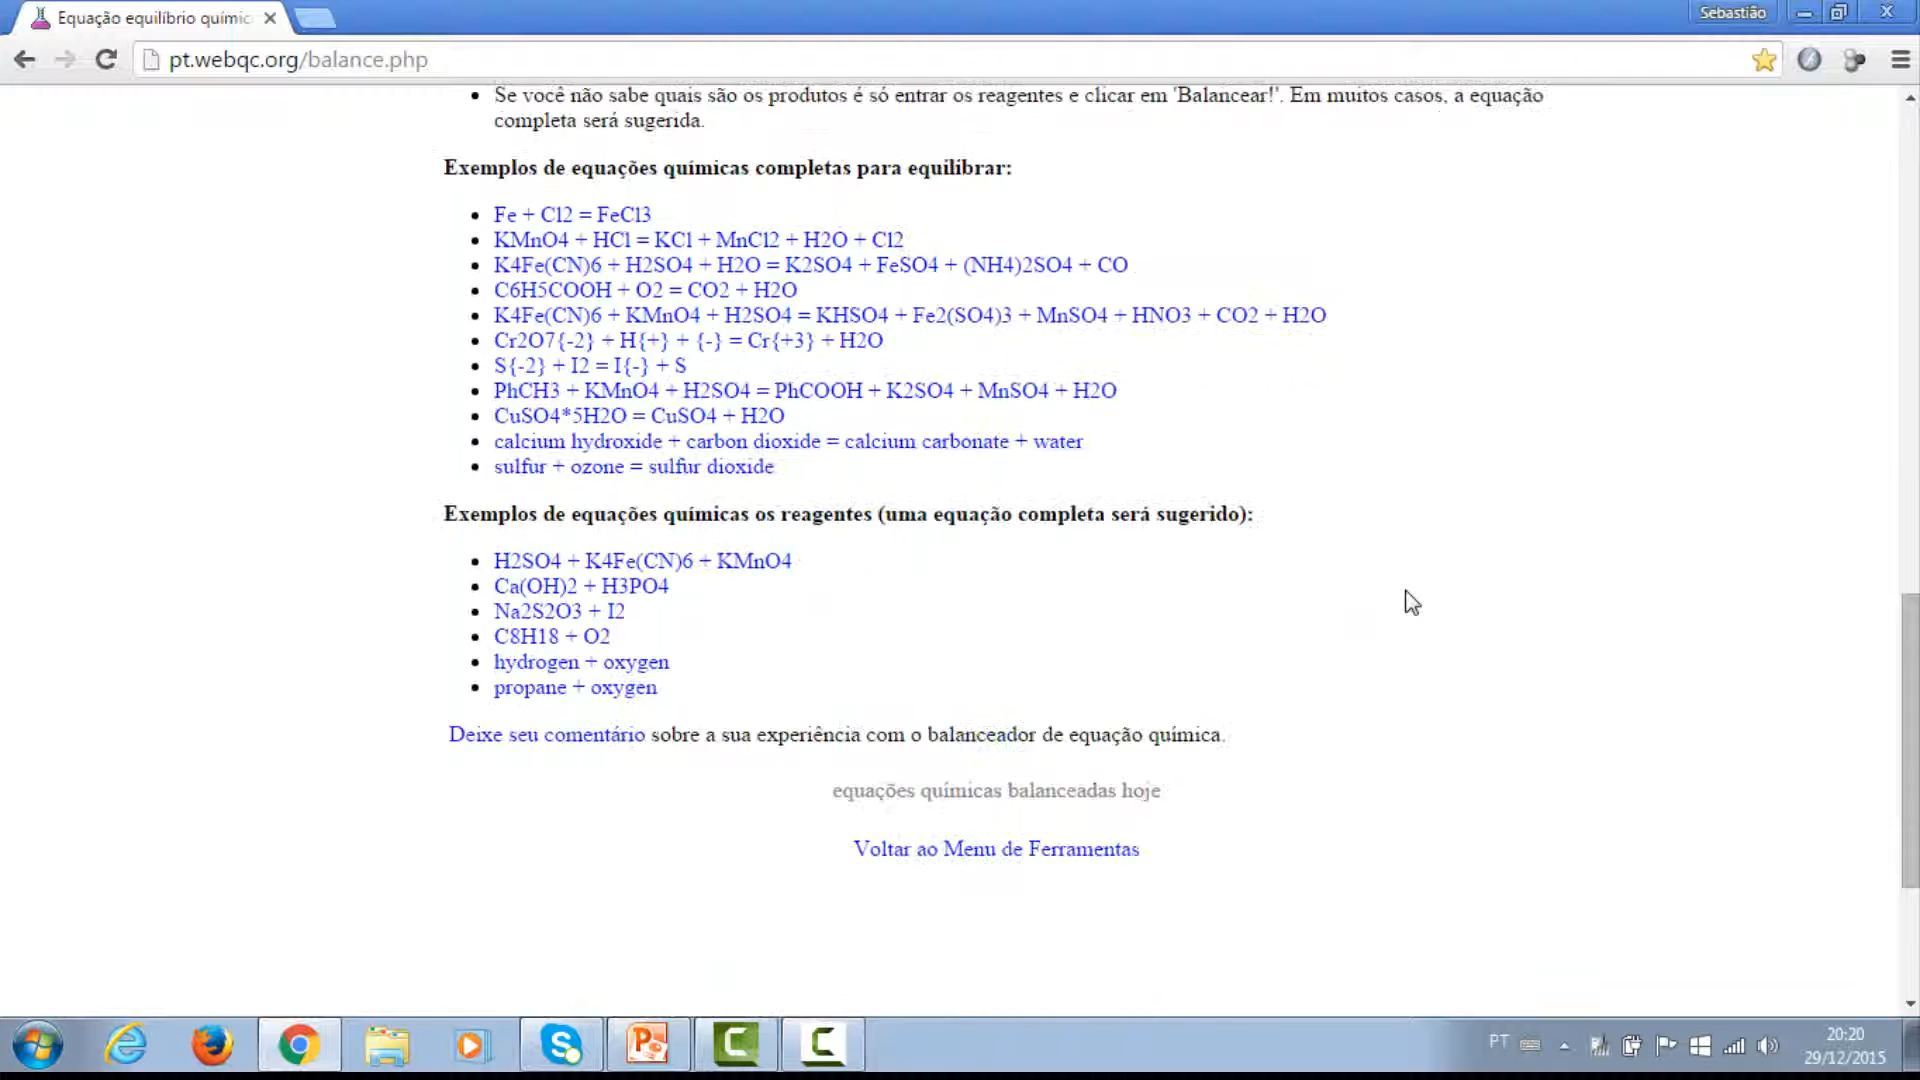 Equação equilíbrio químic
Sebastião
pt.webqc.org/balance.php
Se você não sabe quais são os produtos é só entrar os reagentes e clicar em 'Balancear!'. Em muitos casos, a equação
completa será sugerida.
Exemplos de equações químicas completas para equilibrar:
Fe + Cl2 = FeCl3
KMnO4 + HCl = KCl + MnCl2 + H2O + Cl2
K4Fe(CN)6 + H2SO4 + H2O = K2SO4 + FeSO4 + (NH4)2SO4 + CO
C6H5COOH + O2 = CO2 + H2O
K4Fe(CN)6 + KMnO4 + H2SO4 = KHSO4 + Fe2(SO4)3 + MnSO4 + HNO3 + CO2 + H2O
Cr2O7{-2} + H{+} + {-} = Cr{+3} + H2O
S{-2} + I2 = I{-} + S
PhCH3 + KMnO4 + H2SO4 = PhCOOH + K2SO4 + MnSO4 + H2O
CuSO4*5H2O = CuSO4 + H2O
calcium hydroxide + carbon dioxide = calcium carbonate + water
sulfur + ozone = sulfur dioxide
Exemplos de equações químicas os reagentes (uma equação completa será sugerido):
H2SO4 + K4Fe(CN)6 + KMnO4
Ca(OH)2 + H3PO4
Na2S2O3 + I2
C8H18 + O2
hydrogen + oxygen
propane + oxygen
Deixe seu comentário sobre a sua experiência com o balanceador de equação química.
equações químicas balanceadas hoje
Voltar ao Menu de Ferramentas
PT
20:20
29/12/2015